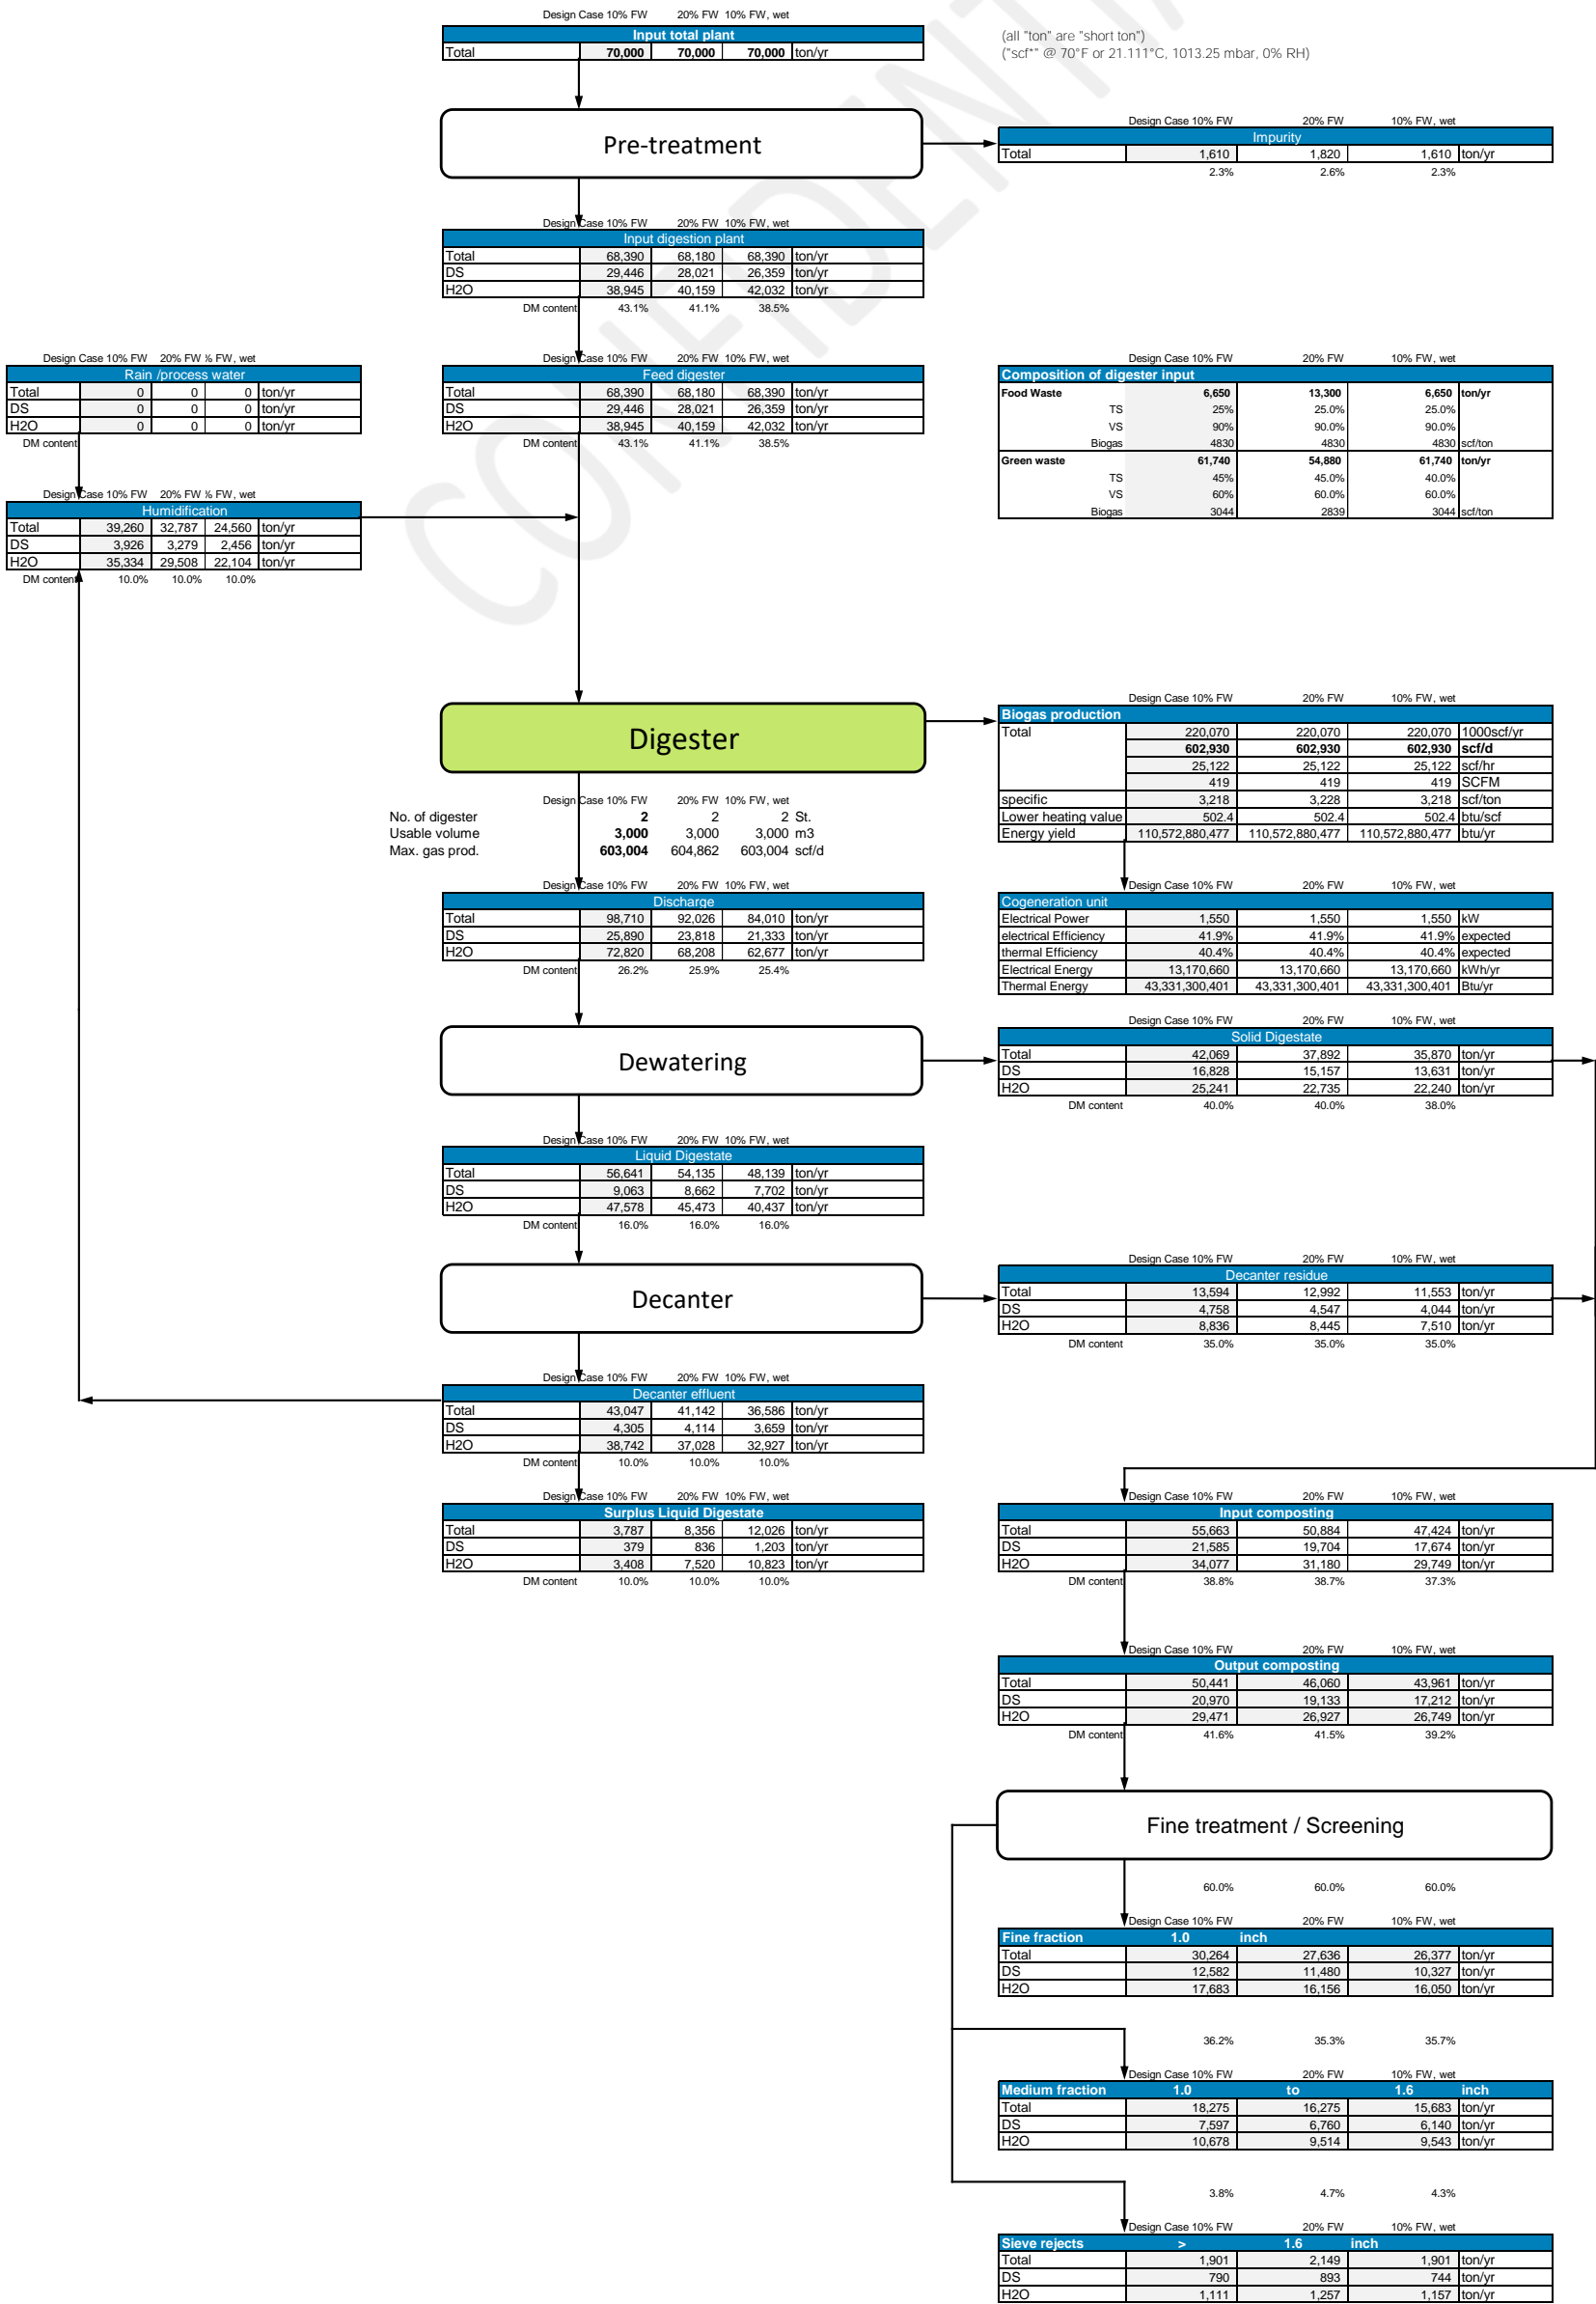 CONFIDENTIA
Design Case 10% FW 20% FW 10% FW, wet
Input total plant
Total 70,000 70,000 70,000 ton/yr
(all "ton" are "short ton")
("scf*" @ 70°F or 21.111°C, 1013.25 mbar, 0% RH)
Pre-treatment
Design Case 10% FW 20% FW 10% FW, wet
Impurity
Total 1,610 1,820 1,610 ton/yr
2.3% 2.6% 2.3%
Design Case 10% FW 20% FW 10% FW, wet
Input digestion plant
Total 68,390 68,180 68,390 ton/yr
DS 29,446 28,021 26,359 ton/yr
H2O 38,945 40,159 42,032 ton/yr
DM content 43.1% 41.1% 38.5%
Design Case 10% FW 20% FW % FW, wet
Rain /process water
Total 0 0 0 ton/yr
DS 0 0 0 ton/yr
H2O 0 0 0 ton/yr
DM content
Design Case 10% FW 20% FW 10% FW, wet
Feed digester
Total 68,390 68,180 68,390 ton/yr
DS 29,446 28,021 26,359 ton/yr
H2O 38,945 40,159 42,032 ton/yr
DM content 43.1% 41.1% 38.5%
Design Case 10% FW 20% FW 10% FW, wet
Composition of digester input
Food Waste 6,650 13,300 6,650 ton/yr
TS 25% 25.0% 25.0%
VS 90% 90.0% 90.0%
Biogas 4830 4830 4830 scf/ton
Green waste 61,740 54,880 61,740 ton/yr
TS 45% 45.0% 40.0%
VS 60% 60.0% 60.0%
Biogas 3044 2839 3044 scf/ton
Design Case 10% FW 20% FW % FW, wet
Humidification
Total 39,260 32,787 24,560 ton/yr
DS 3,926 3,279 2,456 ton/yr
H2O 35,334 29,508 22,104 ton/yr
DM content 10.0% 10.0% 10.0%
Digester
Design Case 10% FW 20% FW 10% FW, wet
Biogas production
Total 220,070 220,070 220,070 1000scf/yr
602,930 602,930 602,930 scf/d
25,122 25,122 25,122 scf/hr
419 419 419 SCFM
specific 3,218 3,228 3,218 scf/ton
Lower heating value 502.4 502.4 502.4 btu/scf
Energy yield 110,572,880,477 110,572,880,477 110,572,880,477 btu/yr
Design Case 10% FW 20% FW 10% FW, wet
No. of digester 2 2 2 St.
Usable volume 3,000 3,000 3,000 m3
Max. gas prod. 603,004 604,862 603,004 scf/d
Design Case 10% FW 20% FW 10% FW, wet
Discharge
Total 98,710 92,026 84,010 ton/yr
DS 25,890 23,818 21,333 ton/yr
H2O 72,820 68,208 62,677 ton/yr
DM content 26.2% 25.9% 25.4%
Design Case 10% FW 20% FW 10% FW, wet
Cogeneration unit
Electrical Power 1,550 1,550 1,550 kW
electrical Efficiency 41.9% 41.9% 41.9% expected
thermal Efficiency 40.4% 40.4% 40.4% expected
Electrical Energy 13,170,660 13,170,660 13,170,660 kWh/yr
Thermal Energy 43,331,300,401 43,331,300,401 43,331,300,401 Btu/yr
Dewatering
Design Case 10% FW 20% FW 10% FW, wet
Solid Digestate
Total 42,069 37,892 35,870 ton/yr
DS 16,828 15,157 13,631 ton/yr
H2O 25,241 22,735 22,240 ton/yr
DM content 40.0% 40.0% 38.0%
Design Case 10% FW 20% FW 10% FW, wet
Liquid Digestate
Total 56,641 54,135 48,139 ton/yr
DS 9,063 8,662 7,702 ton/yr
H2O 47,578 45,473 40,437 ton/yr
DM content 16.0% 16.0% 16.0%
Decanter
Design Case 10% FW 20% FW 10% FW, wet
Decanter residue
Total 13,594 12,992 11,553 ton/yr
DS 4,758 4,547 4,044 ton/yr
H2O 8,836 8,445 7,510 ton/yr
DM content 35.0% 35.0% 35.0%
Design Case 10% FW 20% FW 10% FW, wet
Decanter effluent
Total 43,047 41,142 36,586 ton/yr
DS 4,305 4,114 3,659 ton/yr
H2O 38,742 37,028 32,927 ton/yr
DM content 10.0% 10.0% 10.0%
Design Case 10% FW 20% FW 10% FW, wet
Surplus Liquid Digestate
Total 3,787 8,356 12,026 ton/yr
DS 379 836 1,203 ton/yr
H2O 3,408 7,520 10,823 ton/yr
DM content 10.0% 10.0% 10.0%
Design Case 10% FW 20% FW 10% FW, wet
Input composting
Total 55,663 50,884 47,424 ton/yr
DS 21,585 19,704 17,674 ton/yr
H2O 34,077 31,180 29,749 ton/yr
DM content 38.8% 38.7% 37.3%
Design Case 10% FW 20% FW 10% FW, wet
Output composting
Total 50,441 46,060 43,961 ton/yr
DS 20,970 19,133 17,212 ton/yr
H2O 29,471 26,927 26,749 ton/yr
DM content 41.6% 41.5% 39.2%
Fine treatment / Screening
60.0% 60.0% 60.0%
Design Case 10% FW 20% FW 10% FW, wet
Fine fraction 1.0 inch
Total 30,264 27,636 26,377 ton/yr
DS 12,582 11,480 10,327 ton/yr
H2O 17,683 16,156 16,050 ton/yr
36.2% 35.3% 35.7%
Design Case 10% FW 20% FW 10% FW, wet
Medium fraction 1.0 to 1.6 inch
Total 18,275 16,275 15,683 ton/yr
DS 7,597 6,760 6,140 ton/yr
H2O 10,678 9,514 9,543 ton/yr
3.8% 4.7% 4.3%
Design Case 10% FW 20% FW 10% FW, wet
Sieve rejects > 1.6 inch
Total 1,901 2,149 1,901 ton/yr
DS 790 893 744 ton/yr
H2O 1,111 1,257 1,157 ton/yr